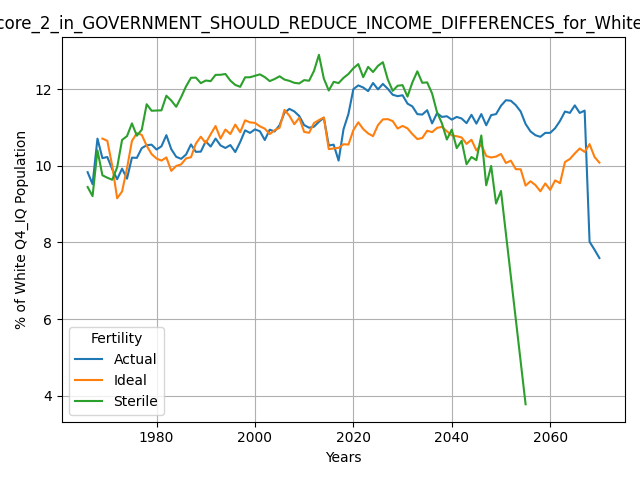 core_2_in_GOVERNMENT_SHOULD_REDUCE_INCOME_DIFFERENCES_for_White
% of White Q4_IQ Population
12
10
8
6
4
Fertility
Actual
Ideal
Sterile
1980
2000
2020
2040
2060
Years